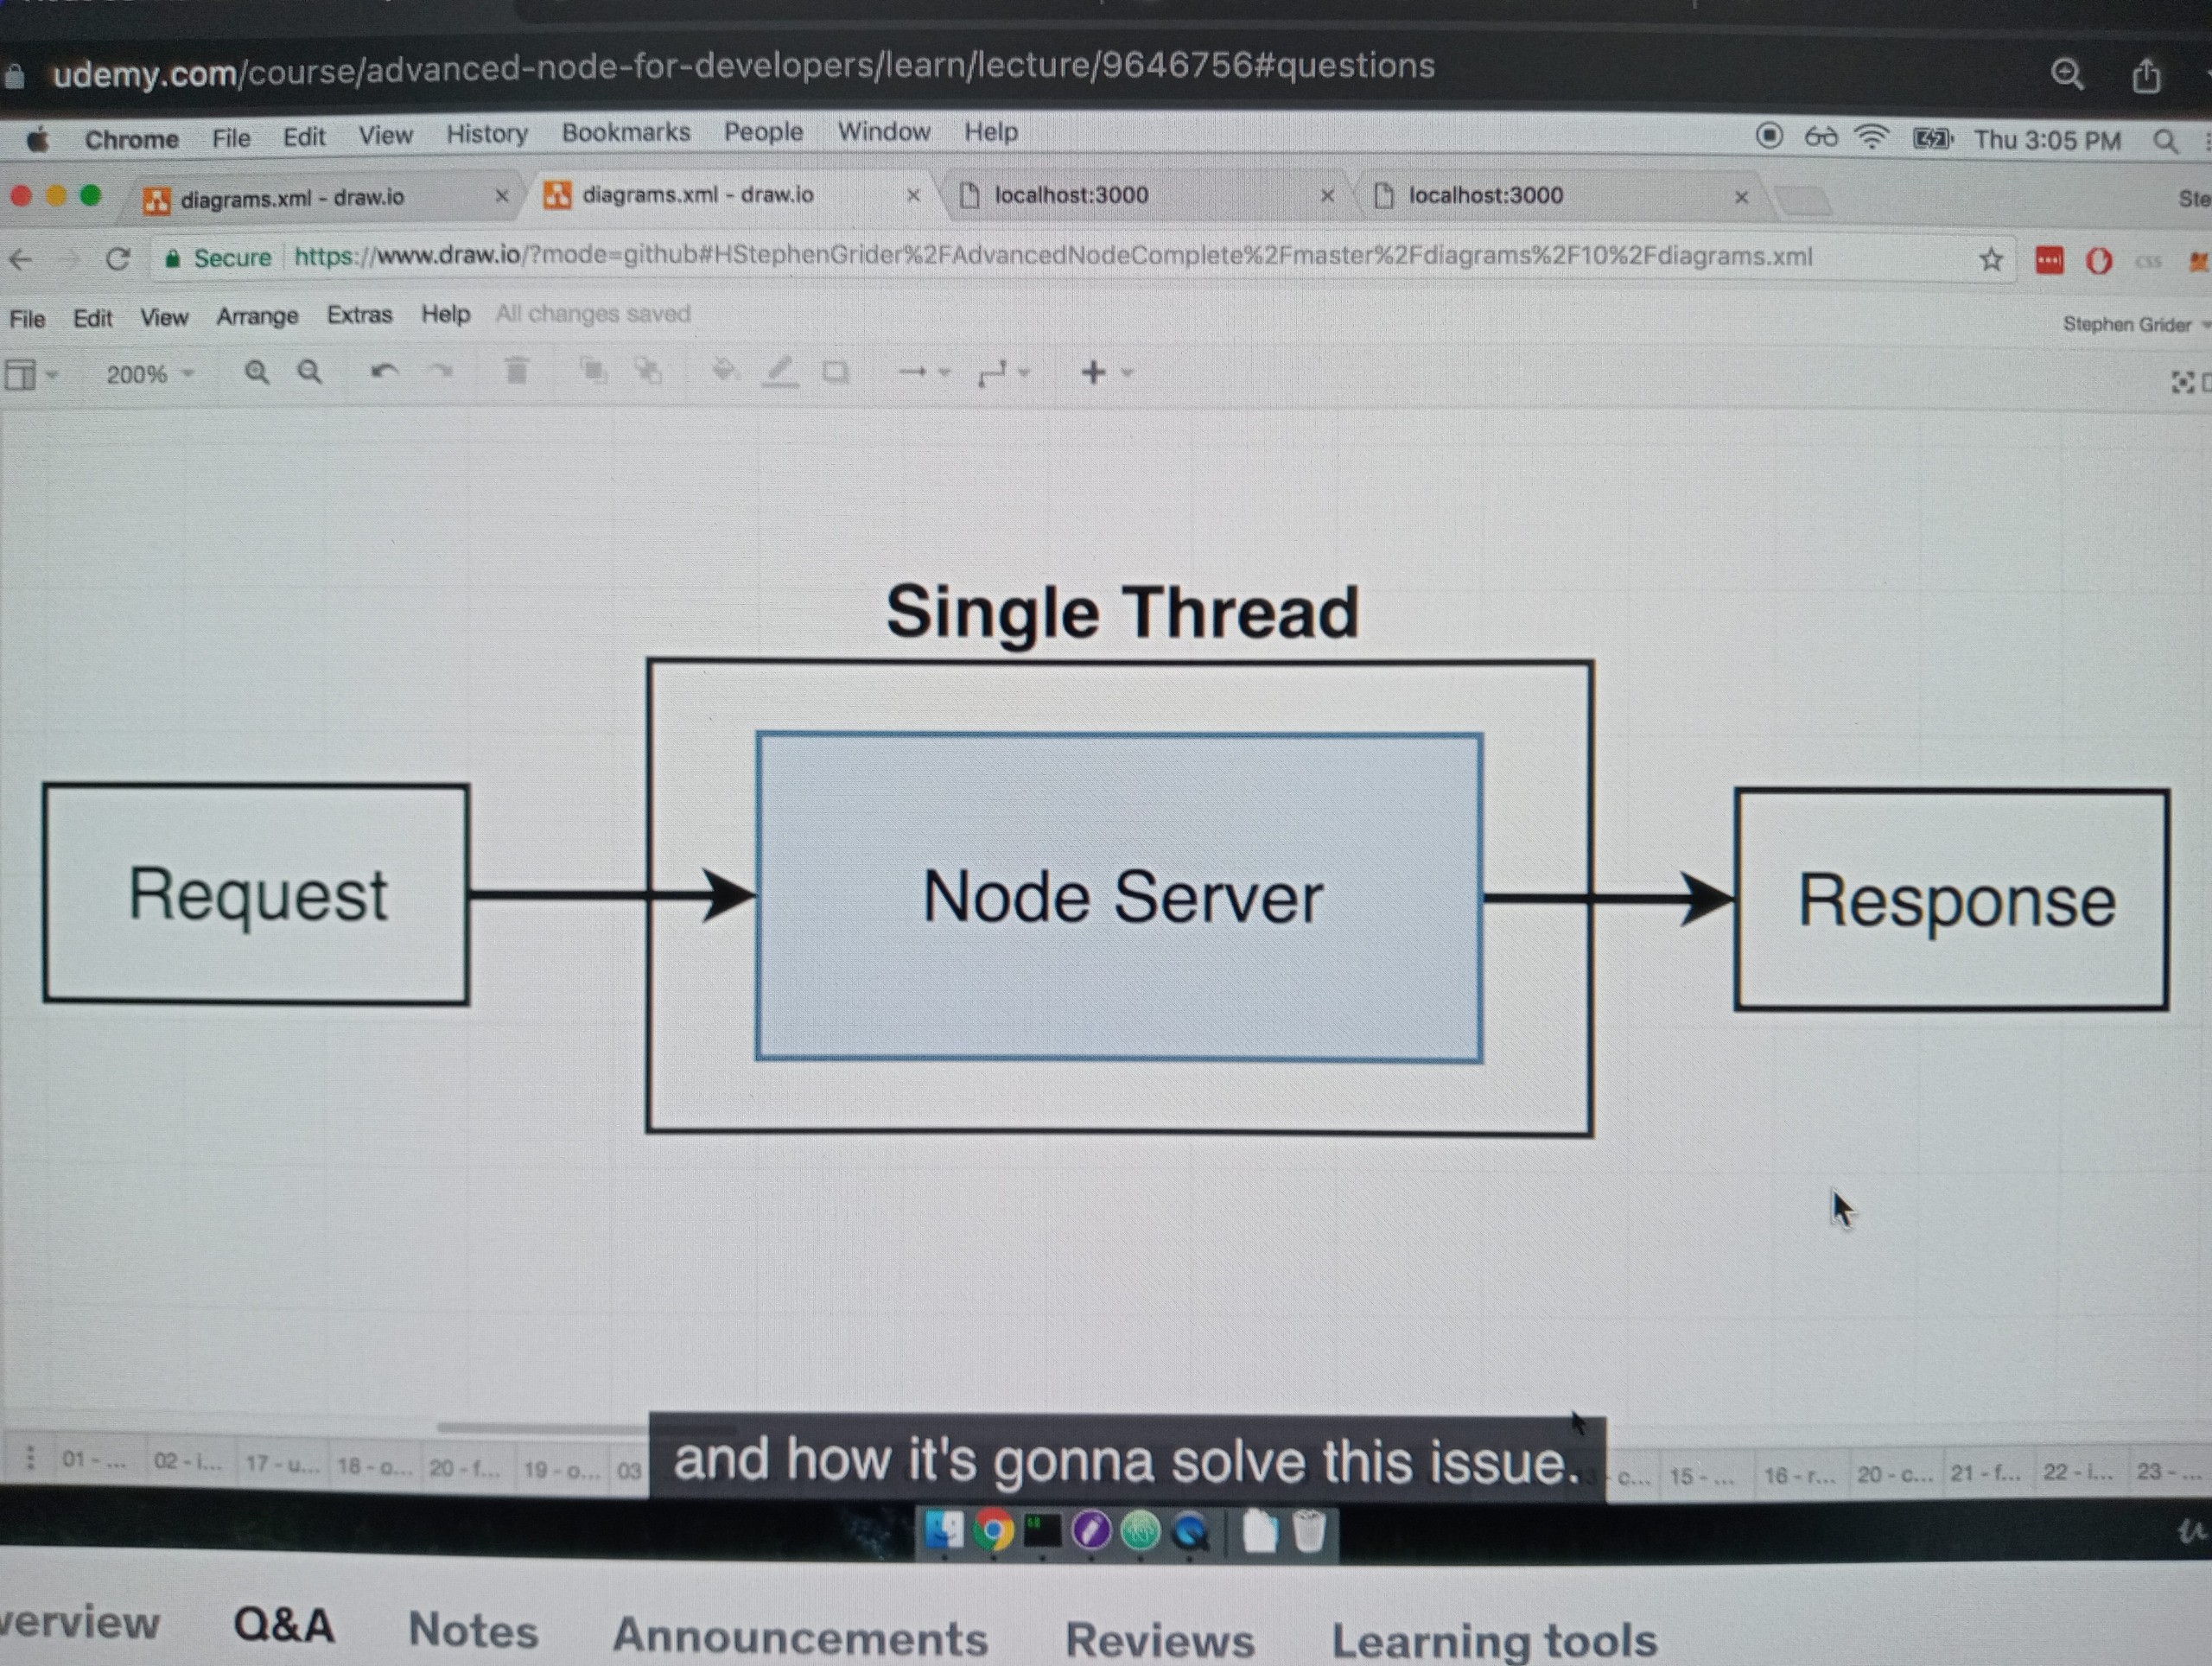 udemy.com/course/advanced-node-for-developers/learn/lecture/9646756#questions
Chrome File Edit View History Bookmarks People Window Help Thu 3:05 PM
diagrams.xml - draw.io diagrams.xml - draw.io localhost:3000 localhost:3000 Ste
Secure https://www.draw.io/?mode=github#HStephenGrider%2FAdvancedNodeComplete%2Fmaster%2Fdiagrams%2F10%2Fdiagrams.xml css
File Edit View Arrange Extras Help All changes saved Stephen Grider
200%
Single Thread
Request
Node Server
Response
01 - ... 02 - i... 17 - u... 18 - o... 20 - f... 19 - o... 03 c... 15 - ... 16 - r... 20 - c... 21 - f... 22 - i... 23 - ...
and how it's gonna solve this issue.
verview Q&A Notes Announcements Reviews Learning tools